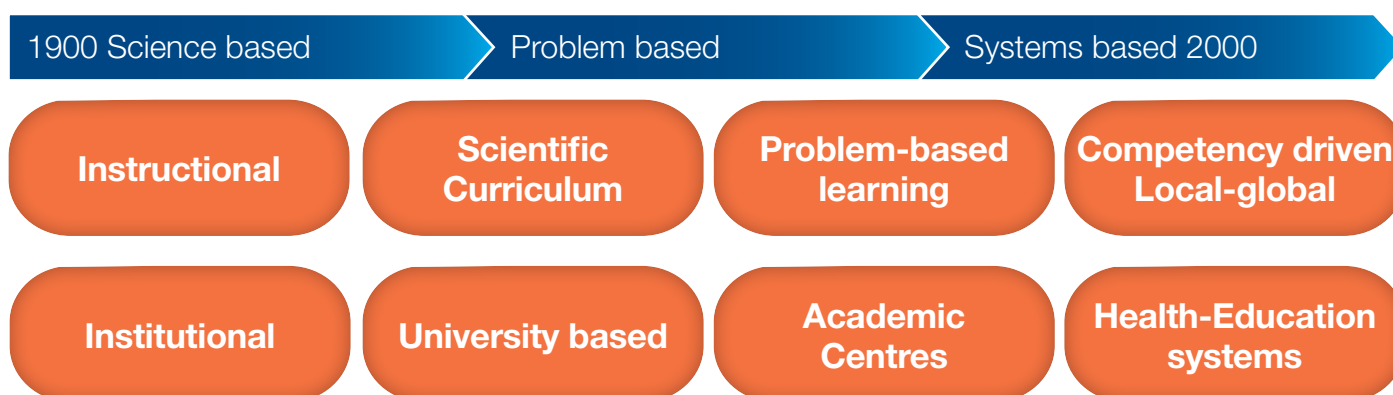 1900 Science based
Problem based
Systems based 2000
Instructional
Scientific
Curriculum
Problem-based
learning
Competency driven
Local-global
Institutional
University based
Academic
Centres
Health-Education
systems